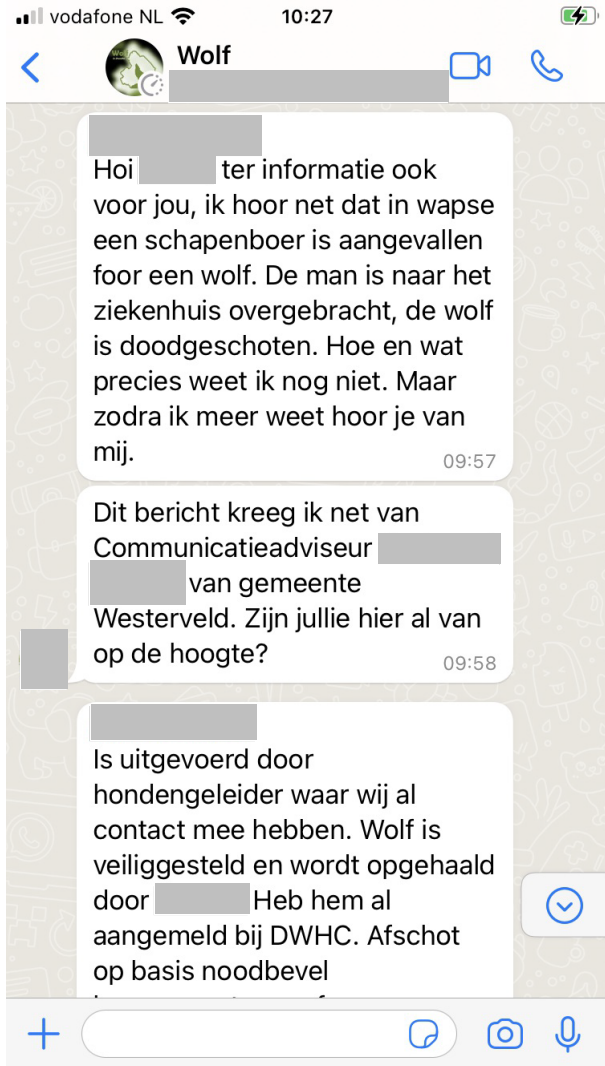 vodafone NL
10:27
Wolf
Hoi ter informatie ook
voor jou, ik hoor net dat in wapse
een schapenboer is aangevallen
foor een wolf. De man is naar het
ziekenhuis overgebracht, de wolf
is doodgeschoten. Hoe en wat
precies weet ik nog niet. Maar
zodra ik meer weet hoor je van
mij.
09:57
Dit bericht kreeg ik net van
Communicatieadviseur
van gemeente
Westerveld. Zijn jullie hier al van
op de hoogte?
09:58
Is uitgevoerd door
hondengeleider waar wij al
contact mee hebben. Wolf is
veiliggesteld en wordt opgehaald
door Heb hem al
aangemeld bij DWHC. Afschot
op basis noodbevel